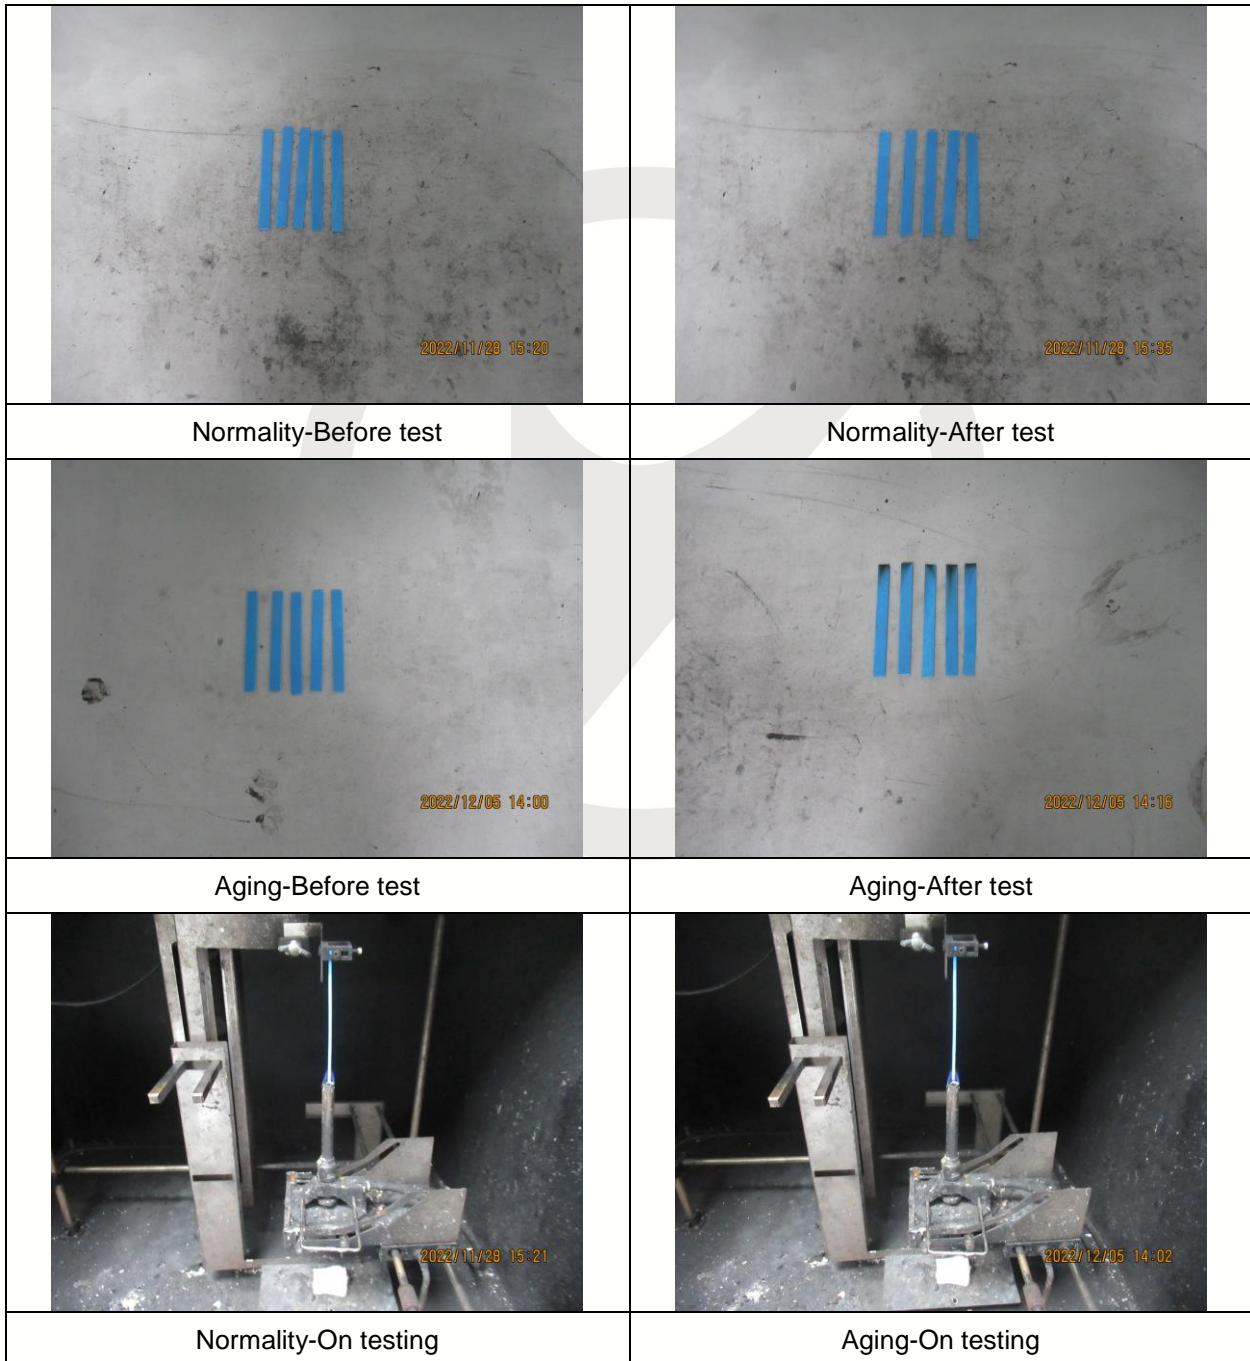 2022/11/28 15:20
2022/11/28 15:35
Normality-Before test
Normality-After test
2022/12/05 14:00
2022/12/05 14:16
Aging-Before test
Aging-After test
2022/11/28 15:21
2022/12/05 14:02
Normality-On testing
Aging-On testing